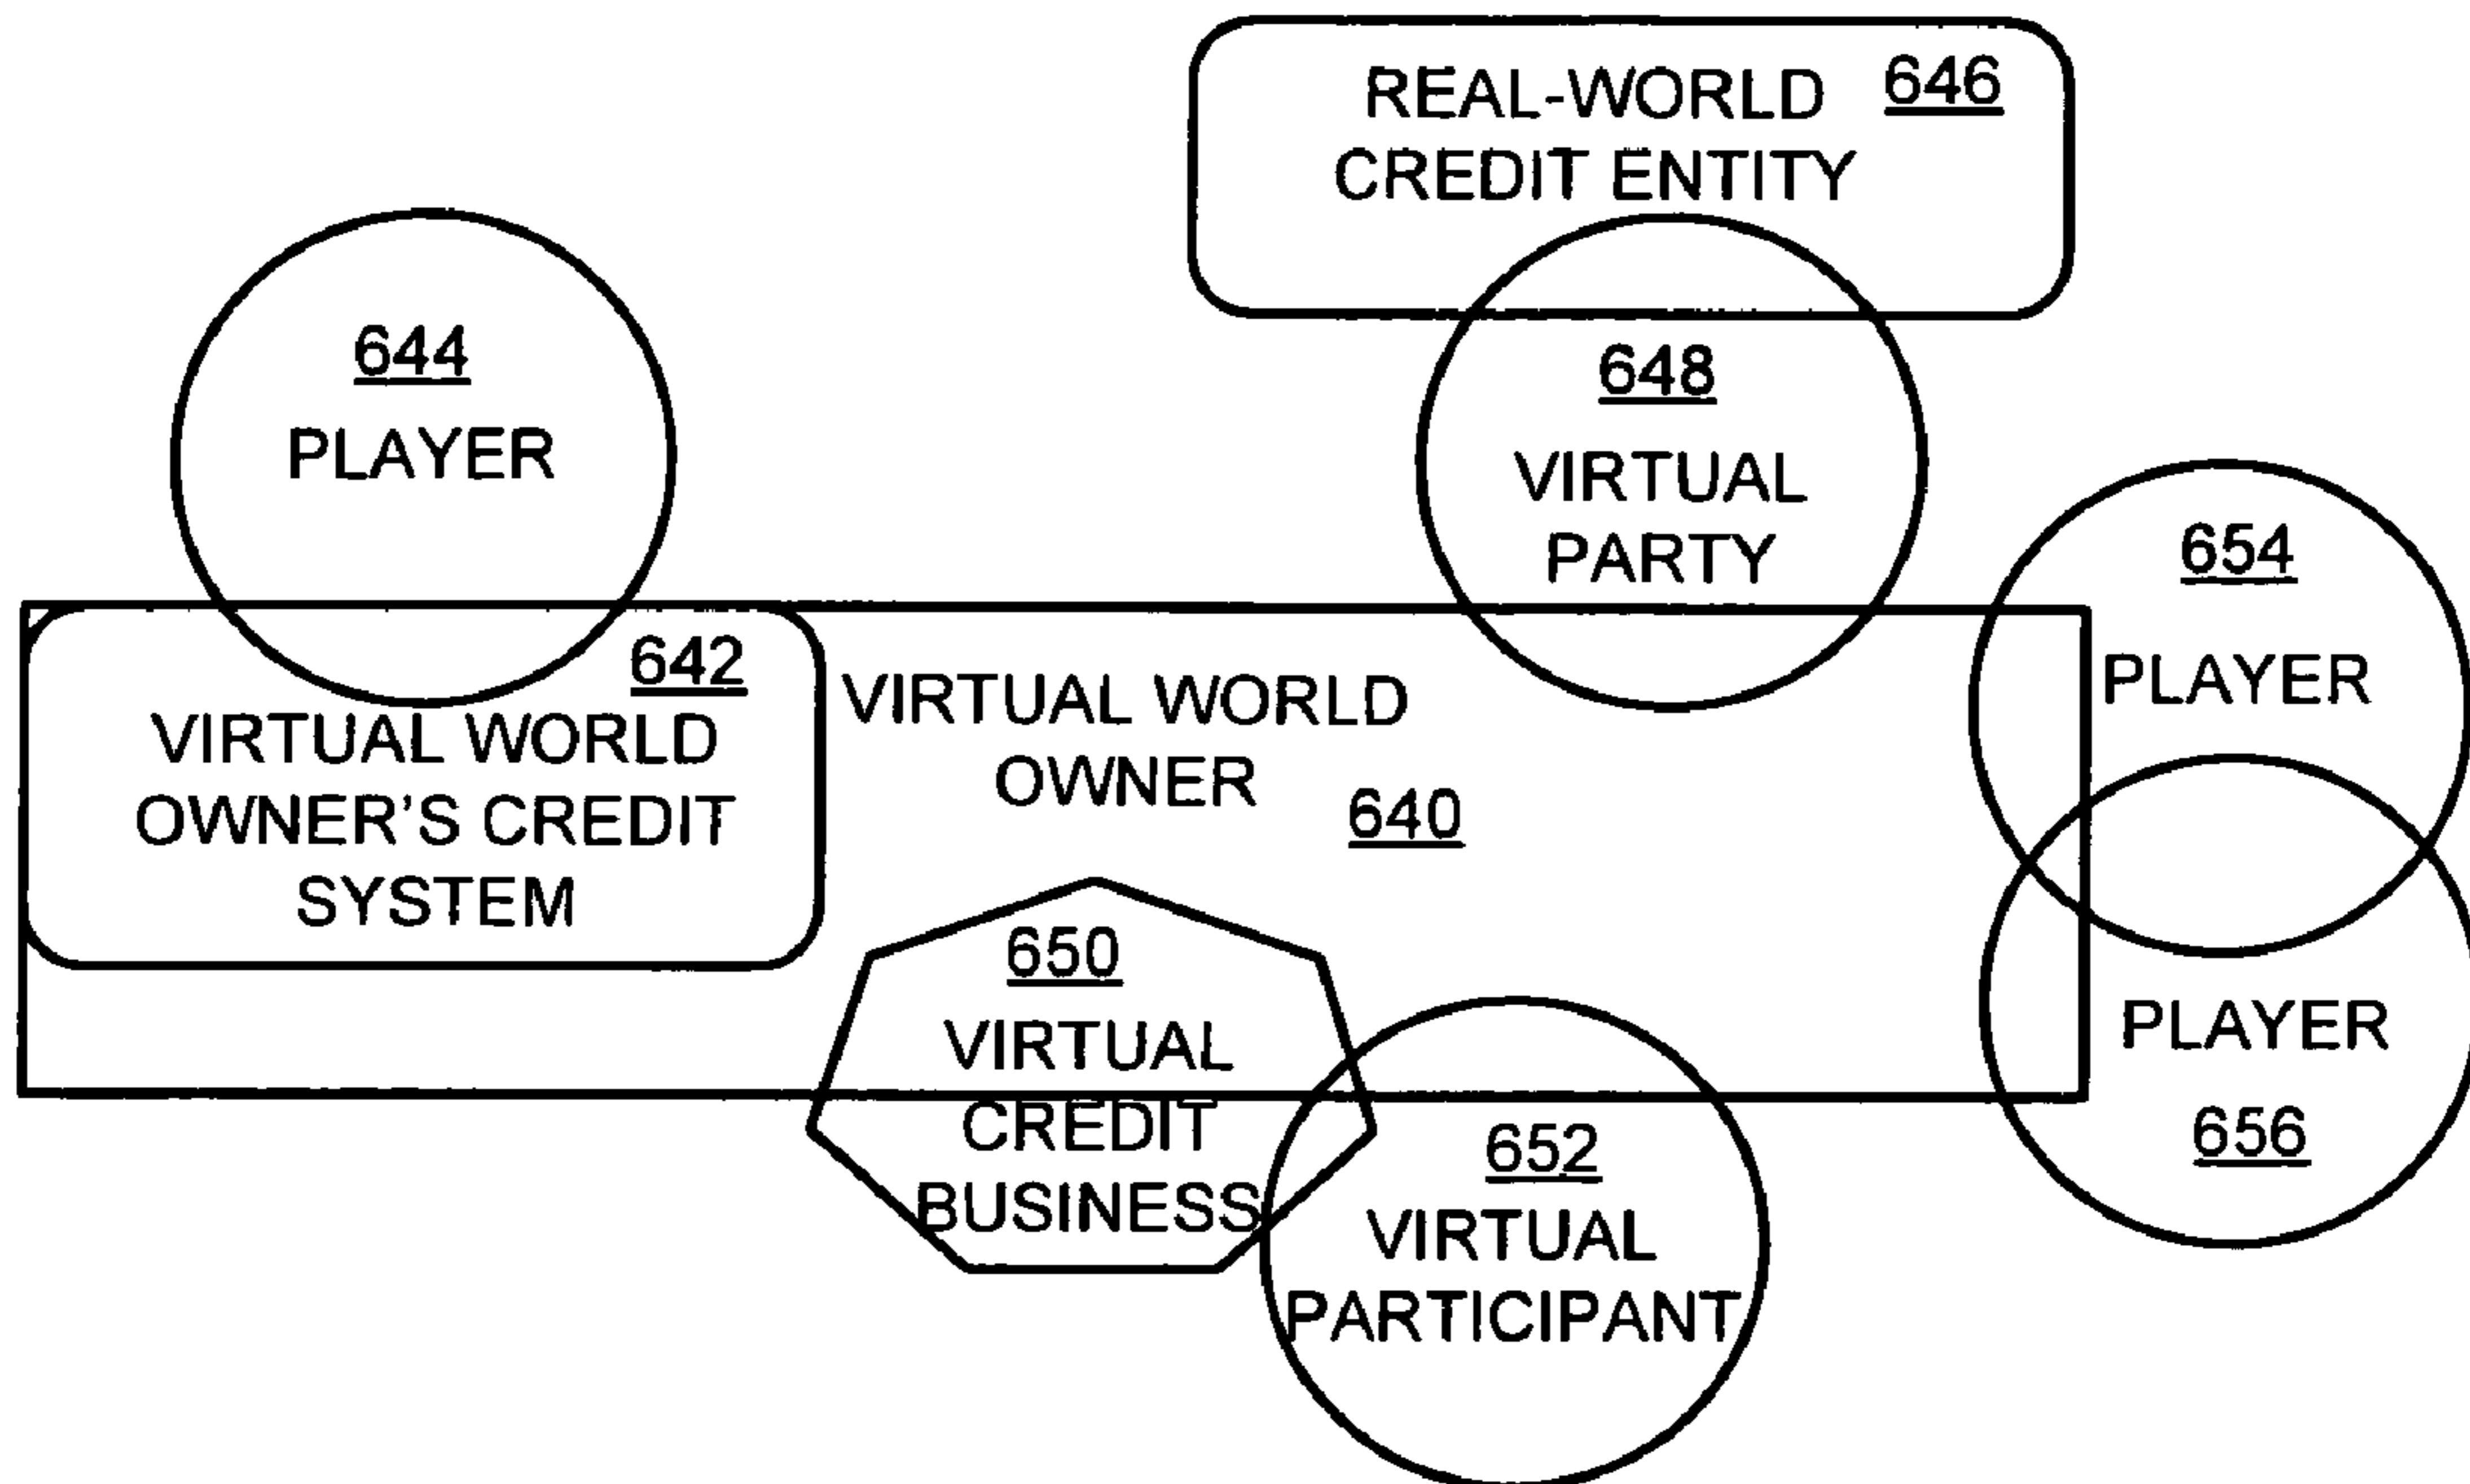 REAL-WORLD 646
CREDIT ENTITY
644
PLAYER
648
VIRTUAL
PARTY
654
PLAYER
642
VIRTUAL WORLD
OWNER'S CREDIT
SYSTEM
VIRTUAL WORLD
OWNER
640
650
VIRTUAL
CREDIT
BUSINESS
652
VIRTUAL
PARTICIPANT
PLAYER
656